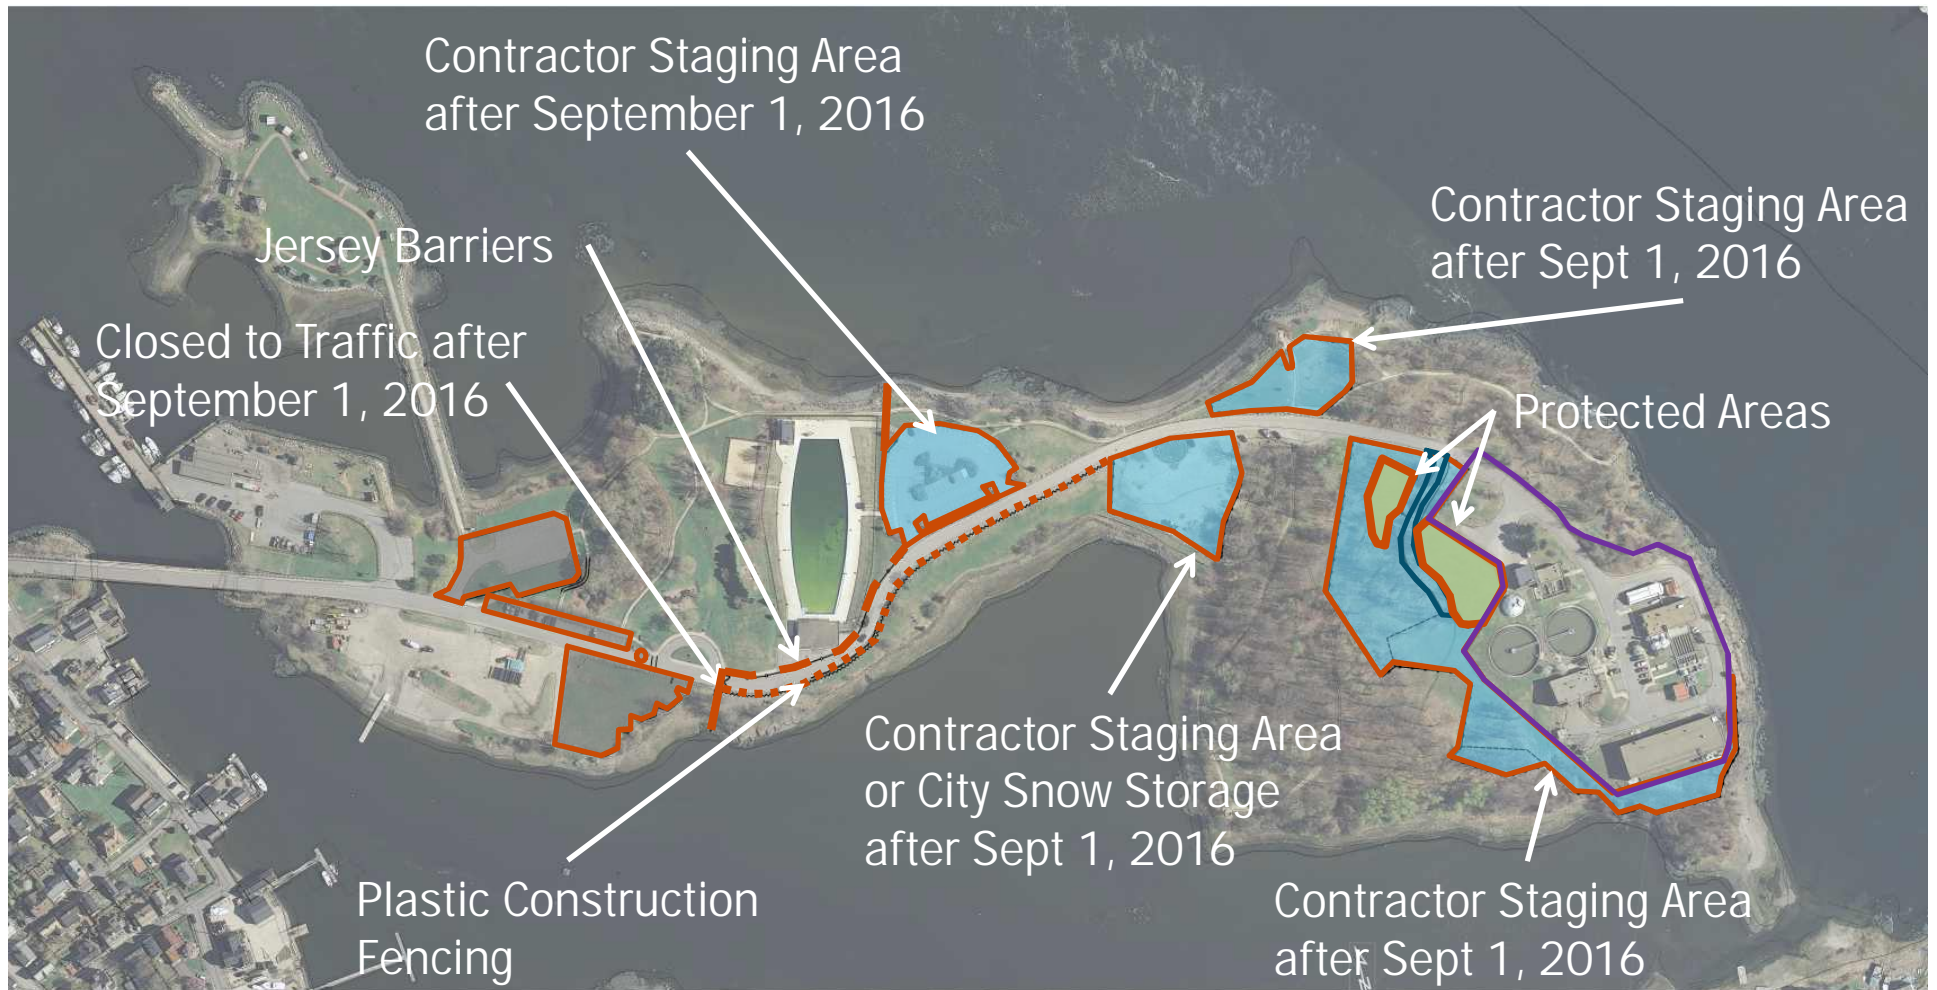 Contractor Staging Area
after September 1, 2016
Contractor Staging Area
after Sept 1, 2016
Jersey Barriers
Closed to Traffic after
September 1, 2016
Protected Areas
Contractor Staging Area
or City Snow Storage
after Sept 1, 2016
Plastic Construction
Fencing
Contractor Staging Area
after Sept 1, 2016